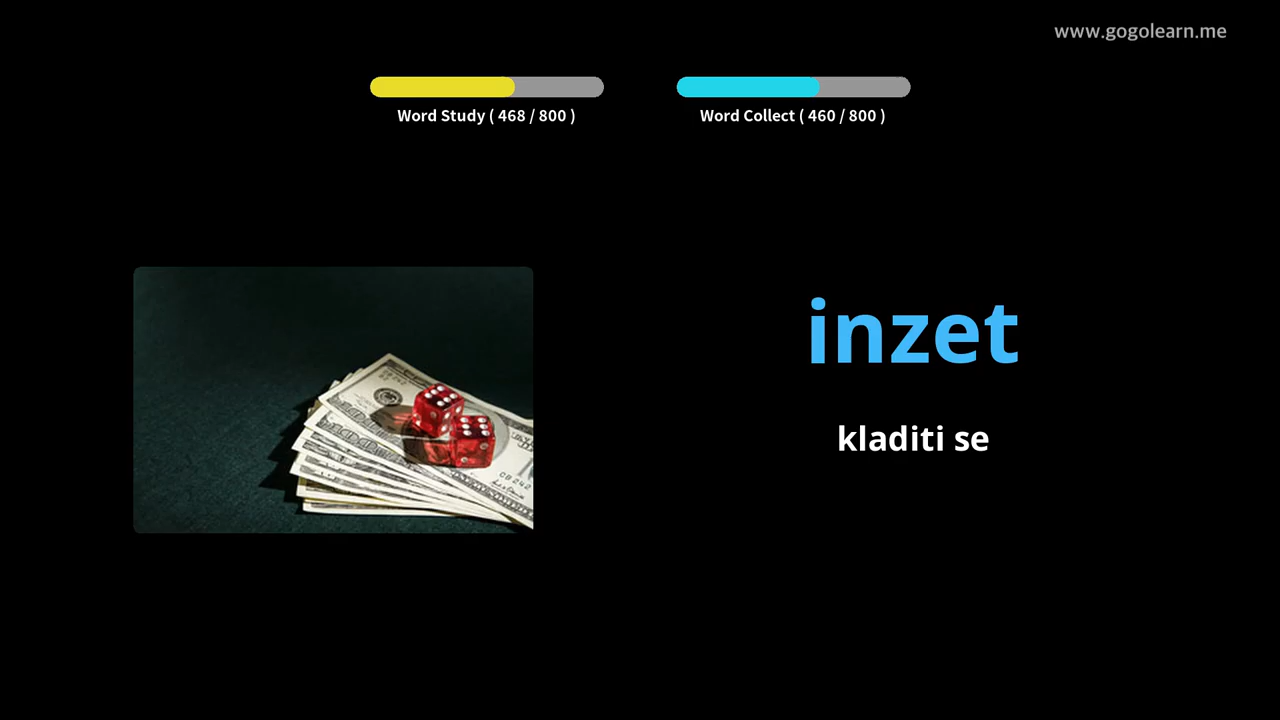 www.gogolearn.me
Word Study ( 468 / 800 )
Word Collect ( 460 / 800 )
inzet
kladiti se